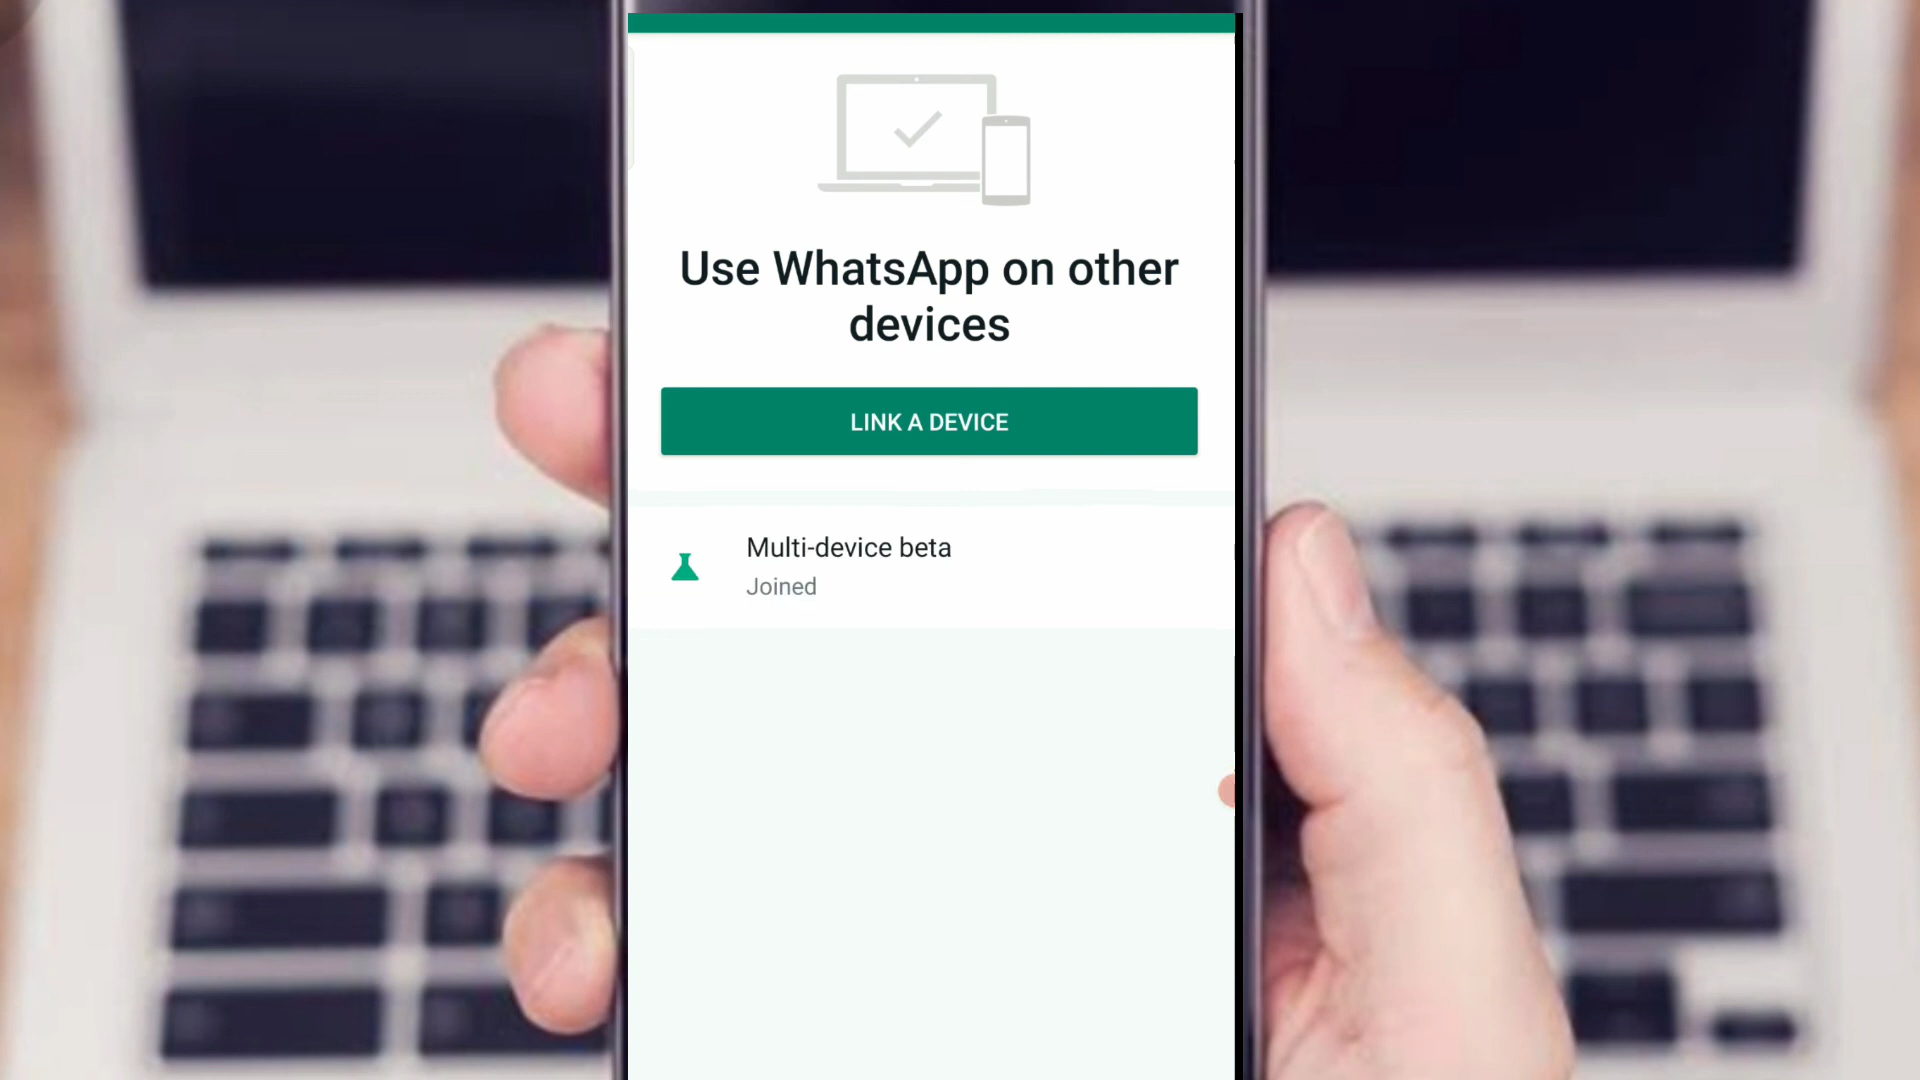 Use WhatsApp on other
devices
LINK A DEVICE
Multi-device beta
Joined